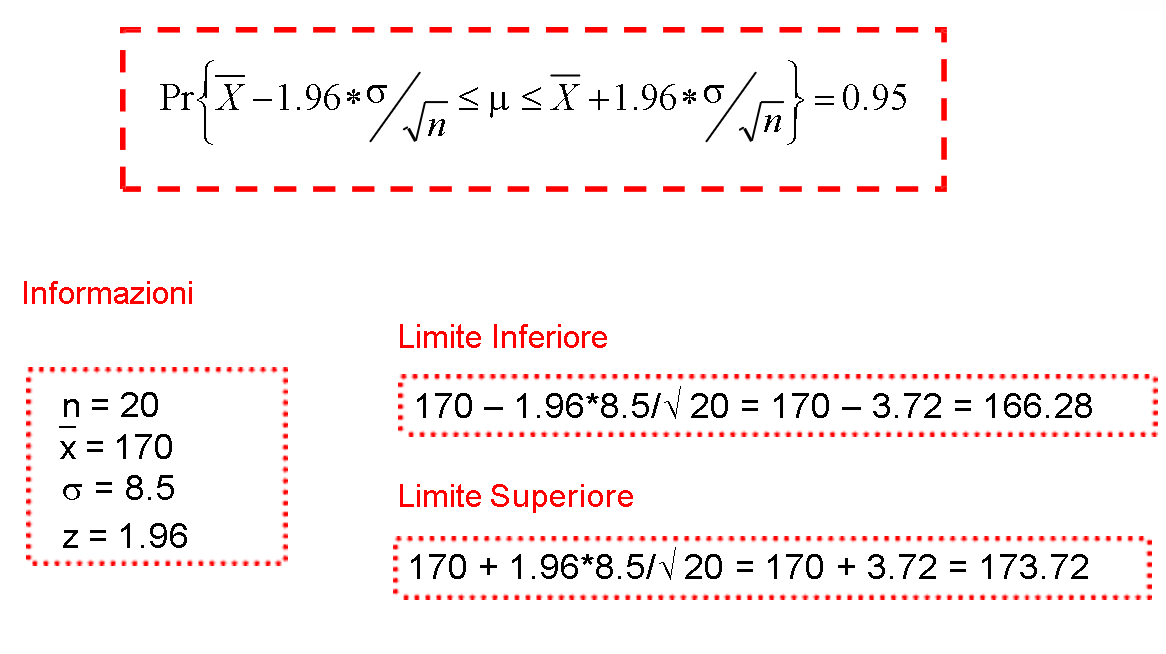 Pr{X̅ – 1.96*σ/√n ≤ μ ≤ X̅ + 1.96*σ/√n} = 0.95
Informazioni
n = 20
x̅ = 170
σ = 8.5
z = 1.96
Limite Inferiore
170 – 1.96*8.5/√ 20 = 170 – 3.72 = 166.28
Limite Superiore
170 + 1.96*8.5/√ 20 = 170 + 3.72 = 173.72